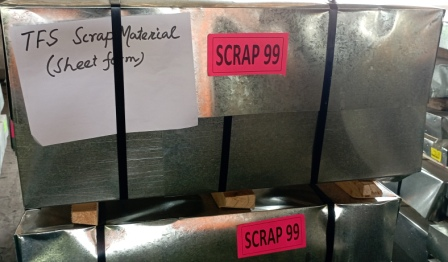 TFS Scrap Material
(Sheet form)
SCRAP 99
SCRAP 99